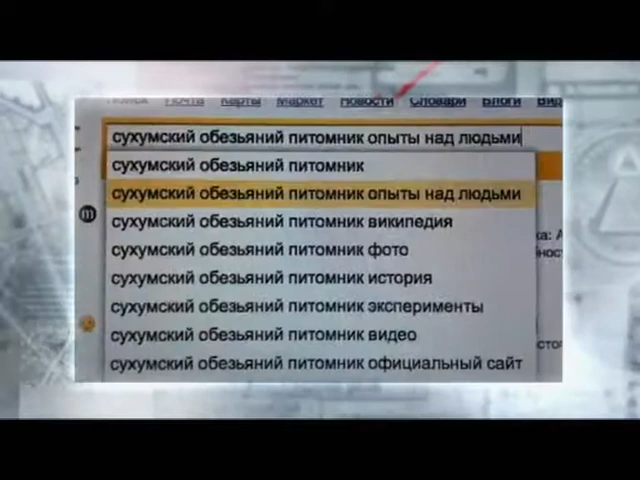 Поиск Почта Карты Маркет Новости Словари Блоги
сухумский обезьяний питомник опыты над людьми
сухумский обезьяний питомник
сухумский обезьяний питомник опыты над людьми
сухумский обезьяний питомник википедия
сухумский обезьяний питомник фото
сухумский обезьяний питомник история
сухумский обезьяний питомник эксперименты
сухумский обезьяний питомник видео
сухумский обезьяний питомник официальный сайт